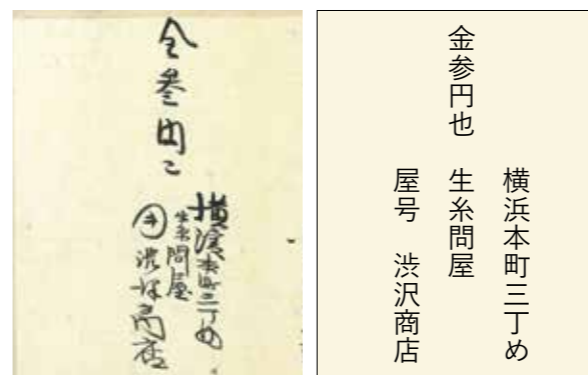 金参円也
横浜本町三丁め
生糸問屋
㋖渋沢商店
横浜本町三丁め
金参円也 生糸問屋
屋号 渋沢商店